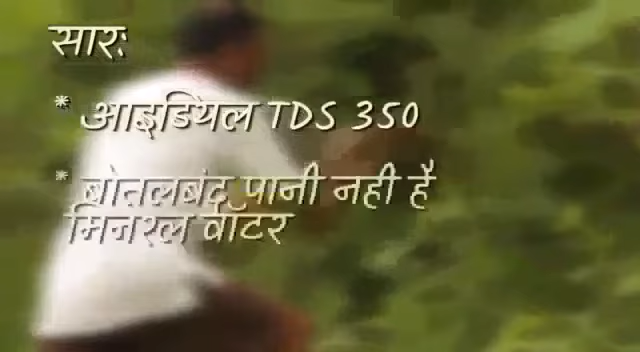 सारः
* आइडियल TDS 350
* बोतलबंद पानी नही है
मिनरल वॉटर